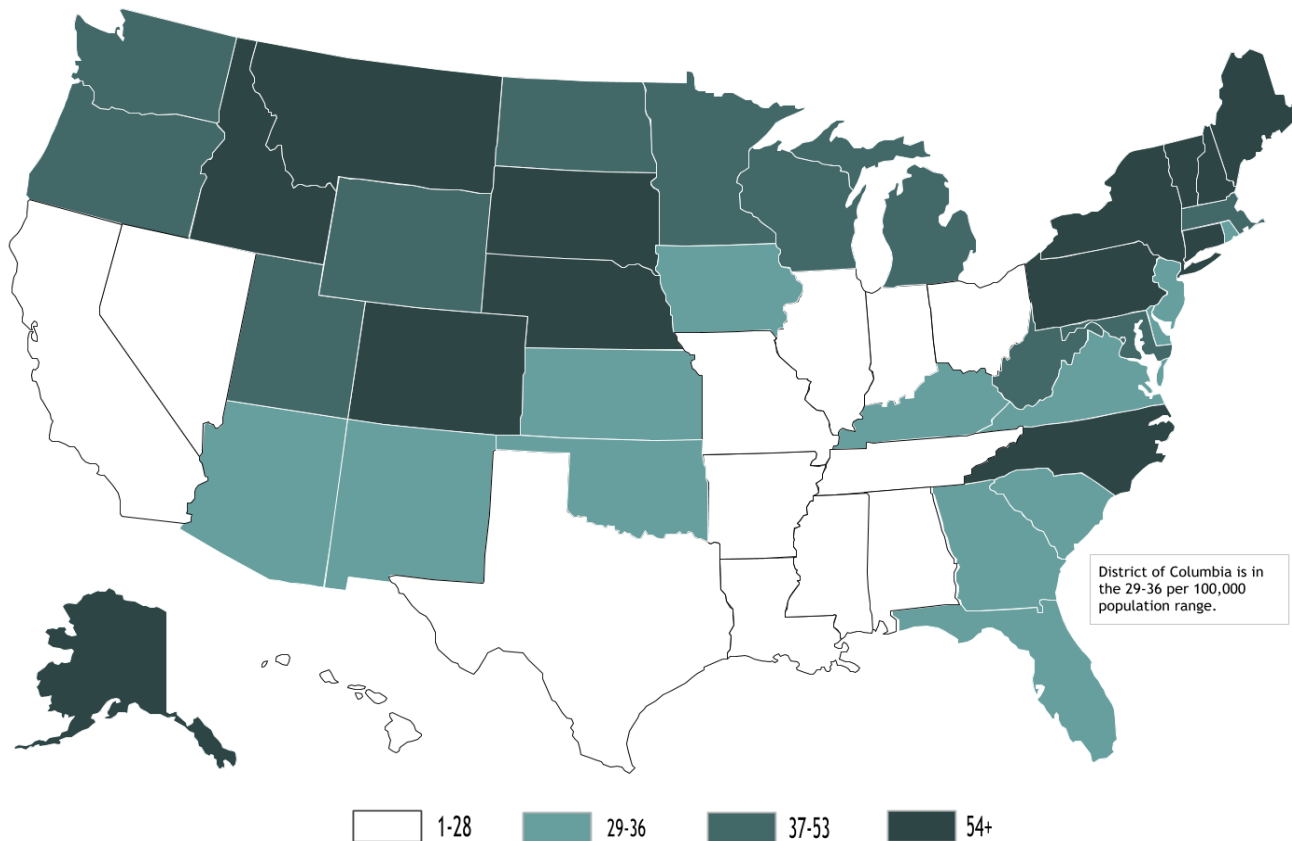 District of Columbia is in
the 29-36 per 100,000
population range.
1-28
29-36
37-53
54+